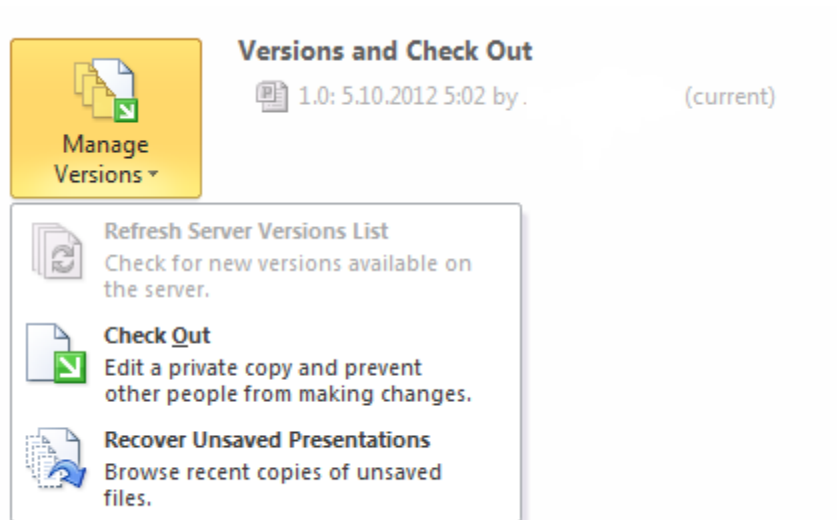 Versions and Check Out
1.0: 5.10.2012 5:02 by . (current)
Manage
Versions
Refresh Server Versions List
Check for new versions available on
the server.
Check Out
Edit a private copy and prevent
other people from making changes.
Recover Unsaved Presentations
Browse recent copies of unsaved
files.